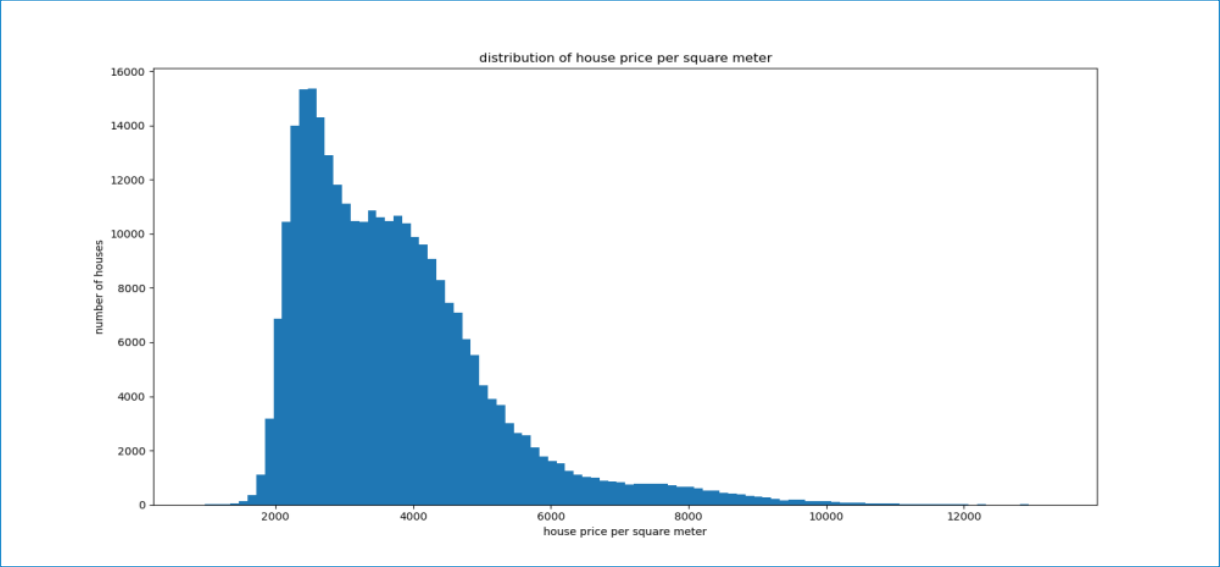 distribution of house price per square meter
16000
14000
12000
10000
8000
6000
4000
2000
0
number of houses
2000 4000 6000 8000 10000 12000
house price per square meter